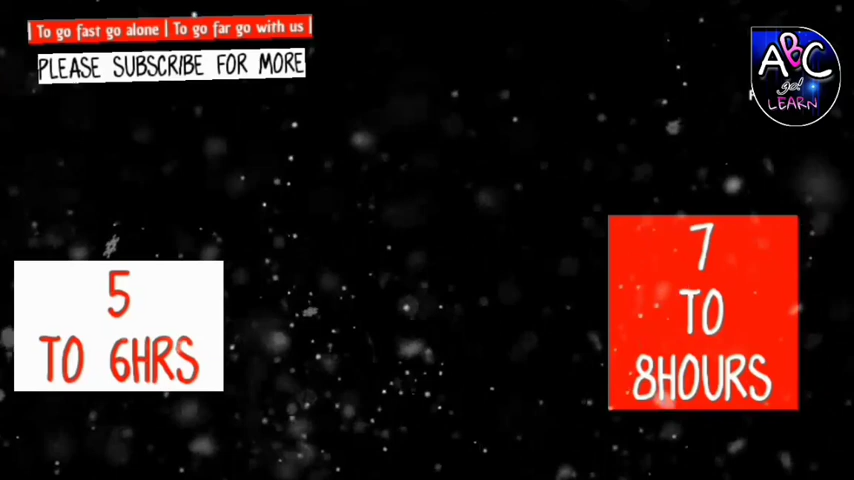 | To go fast go alone | To go far go with us |
PLEASE SUBSCRIBE FOR MORE
ABC
go!
LEARN
5
TO 6HRS
7
TO
8HOURS